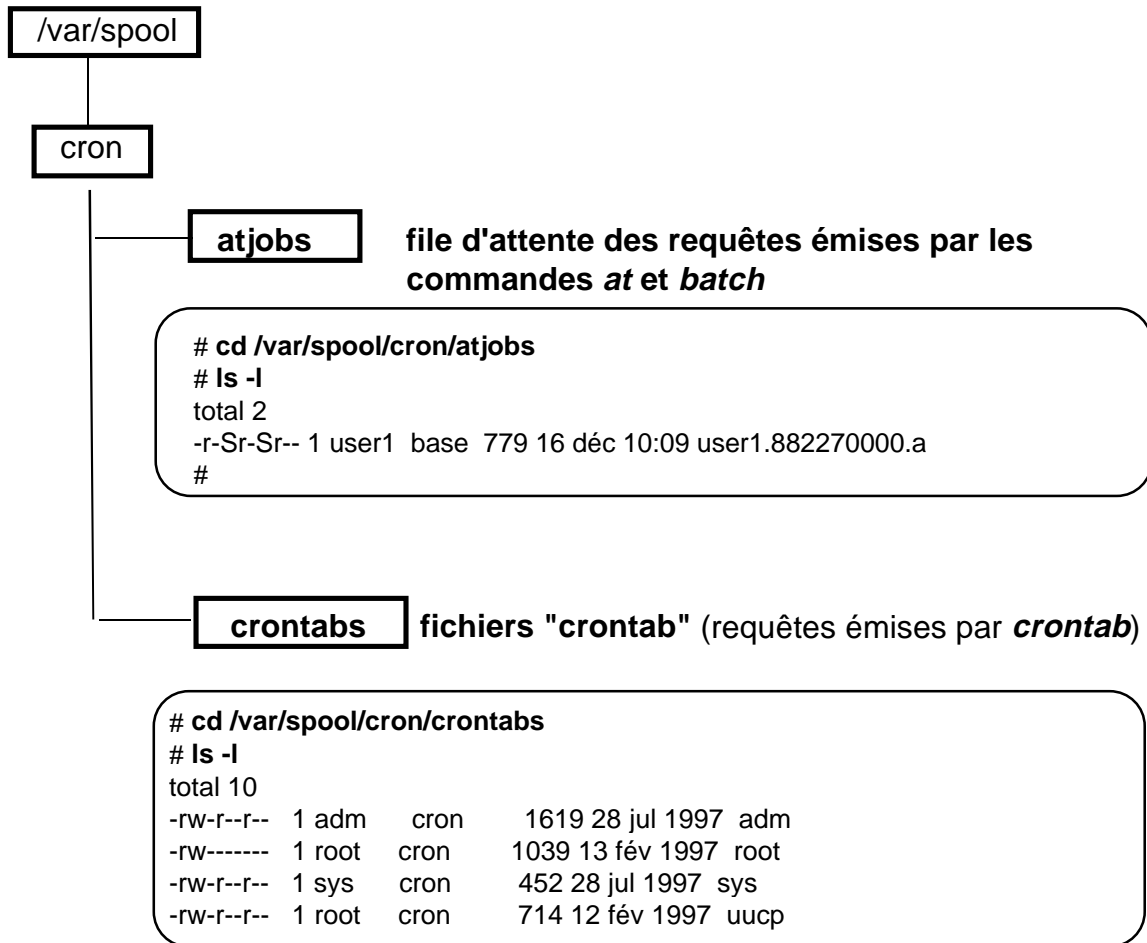 /var/spool
cron
atjobs
file d'attente des requêtes émises par les
commandes at et batch
# cd /var/spool/cron/atjobs
# ls -l
total 2
-r-Sr-Sr-- 1 user1 base 779 16 déc 10:09 user1.882270000.a
#
crontabs
fichiers "crontab" (requêtes émises par crontab)
# cd /var/spool/cron/crontabs
# ls -l
total 10
-rw-r--r-- 1 adm cron 1619 28 jul 1997 adm
-rw------- 1 root cron 1039 13 fév 1997 root
-rw-r--r-- 1 sys cron 452 28 jul 1997 sys
-rw-r--r-- 1 root cron 714 12 fév 1997 uucp